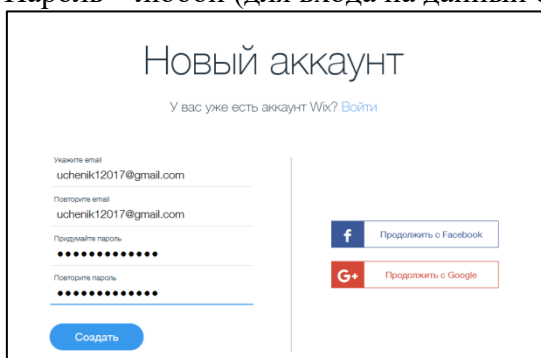 Пароль – любой (для входа на данный
Новый аккаунт
У вас уже есть аккаунт Wix? Войти
Укажите email
uchenik12017@gmail.com
Повторите email
uchenik12017@gmail.com
Придумайте пароль
•••••••••••••
Повторите пароль
•••••••••••••
Создать
f Продолжить с Facebook
G+ Продолжить с Google